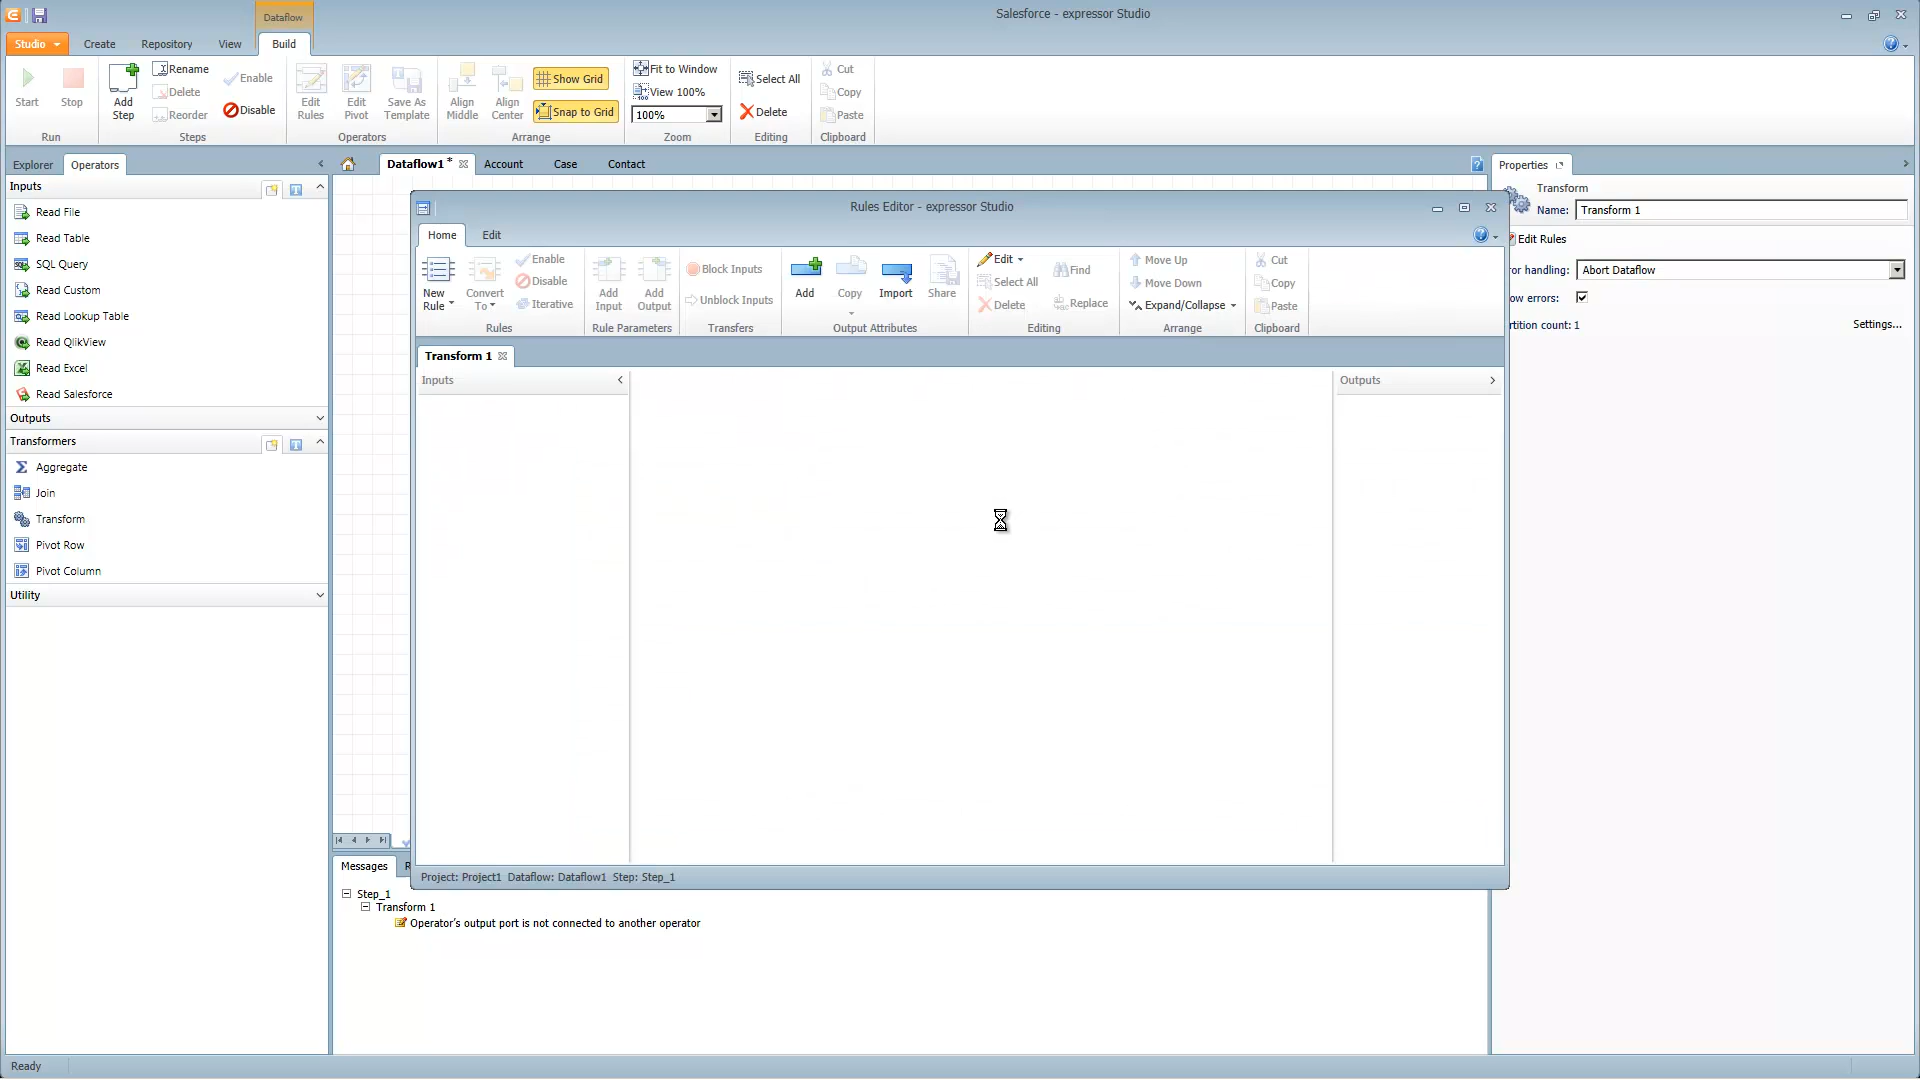 Dataflow
Salesforce - expressor Studio
Studio
Create
Repository
View
Build
Start
Stop
Run
Add Step
Rename
Delete
Reorder
Enable
Disable
Steps
Edit Rules
Edit Pivot
Save As Template
Operators
Align Middle
Align Center
Show Grid
Snap to Grid
Arrange
Fit to Window
View 100%
100%
Zoom
Select All
Delete
Editing
Cut
Copy
Paste
Clipboard
Explorer
Operators
Inputs
Read File
Read Table
SQL Query
Read Custom
Read Lookup Table
Read QlikView
Read Excel
Read Salesforce
Outputs
Transformers
Aggregate
Join
Transform
Pivot Row
Pivot Column
Utility
Dataflow1 *
Account
Case
Contact
Rules Editor - expressor Studio
Home
Edit
New Rule
Convert To
Enable
Disable
Iterative
Rules
Add Input
Add Output
Rule Parameters
Block Inputs
Unblock Inputs
Transfers
Add
Copy
Import
Share
Output Attributes
Edit
Select All
Delete
Find
Replace
Editing
Move Up
Move Down
Expand/Collapse
Arrange
Cut
Copy
Paste
Clipboard
Transform 1
Inputs
Outputs
Project: Project1 Dataflow: Dataflow1 Step: Step_1
Messages
Step_1
Transform 1
Operator's output port is not connected to another operator
Properties
Transform
Name: Transform 1
Edit Rules
or handling: Abort Dataflow
ow errors:
rtition count: 1
Settings...
Ready